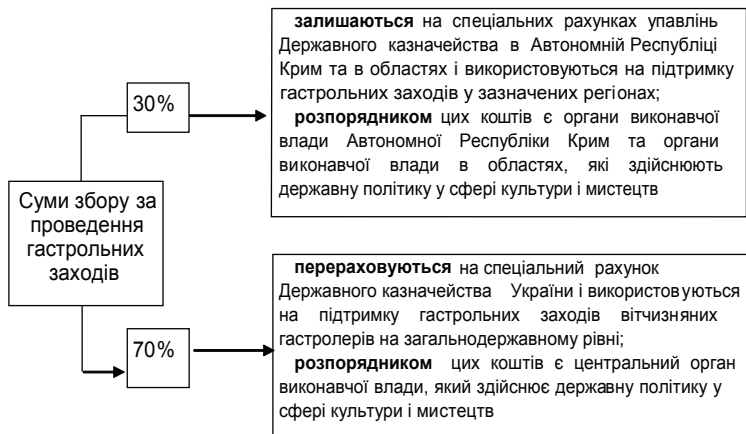 залишаються на спеціальних рахунках упавлінь
Державного казначейства в Автономній Республіці
Крим та в областях і використовуються на підтримку
гастрольних заходів у зазначених регіонах;
розпорядником цих коштів є органи виконавчої
влади Автономної Республіки Крим та органи
виконавчої влади в областях, які здійснюють
державну політику у сфері культури і мистецтв
30%
Суми збору за
проведення
гастрольних
заходів
70%
перераховуються на спеціальний рахунок
Державного казначейства України і використовуються
на підтримку гастрольних заходів вітчизняних
гастролерів на загальнодержавному рівні;
розпорядником цих коштів є центральний орган
виконавчої влади, який здійснює державну політику у
сфері культури і мистецтв